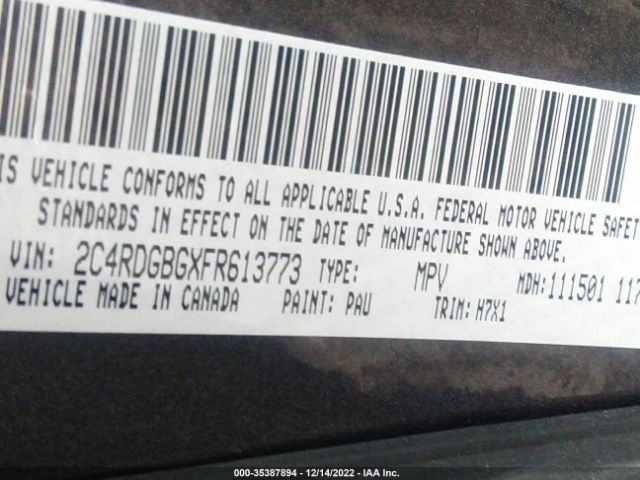 IS VEHICLE CONFORMS TO ALL APPLICABLE U.S.A. FEDERAL MOTOR VEHICLE SAFET
STANDARDS IN EFFECT ON THE DATE OF MANUFACTURE SHOWN ABOVE.
VIN: 2C4RDGBGXFR613773 TYPE: MPV MDH:111501 117
VEHICLE MADE IN CANADA PAINT: PAU TRIM: H7X1
000-35387894 - 12/14/2022 - IAA Inc.